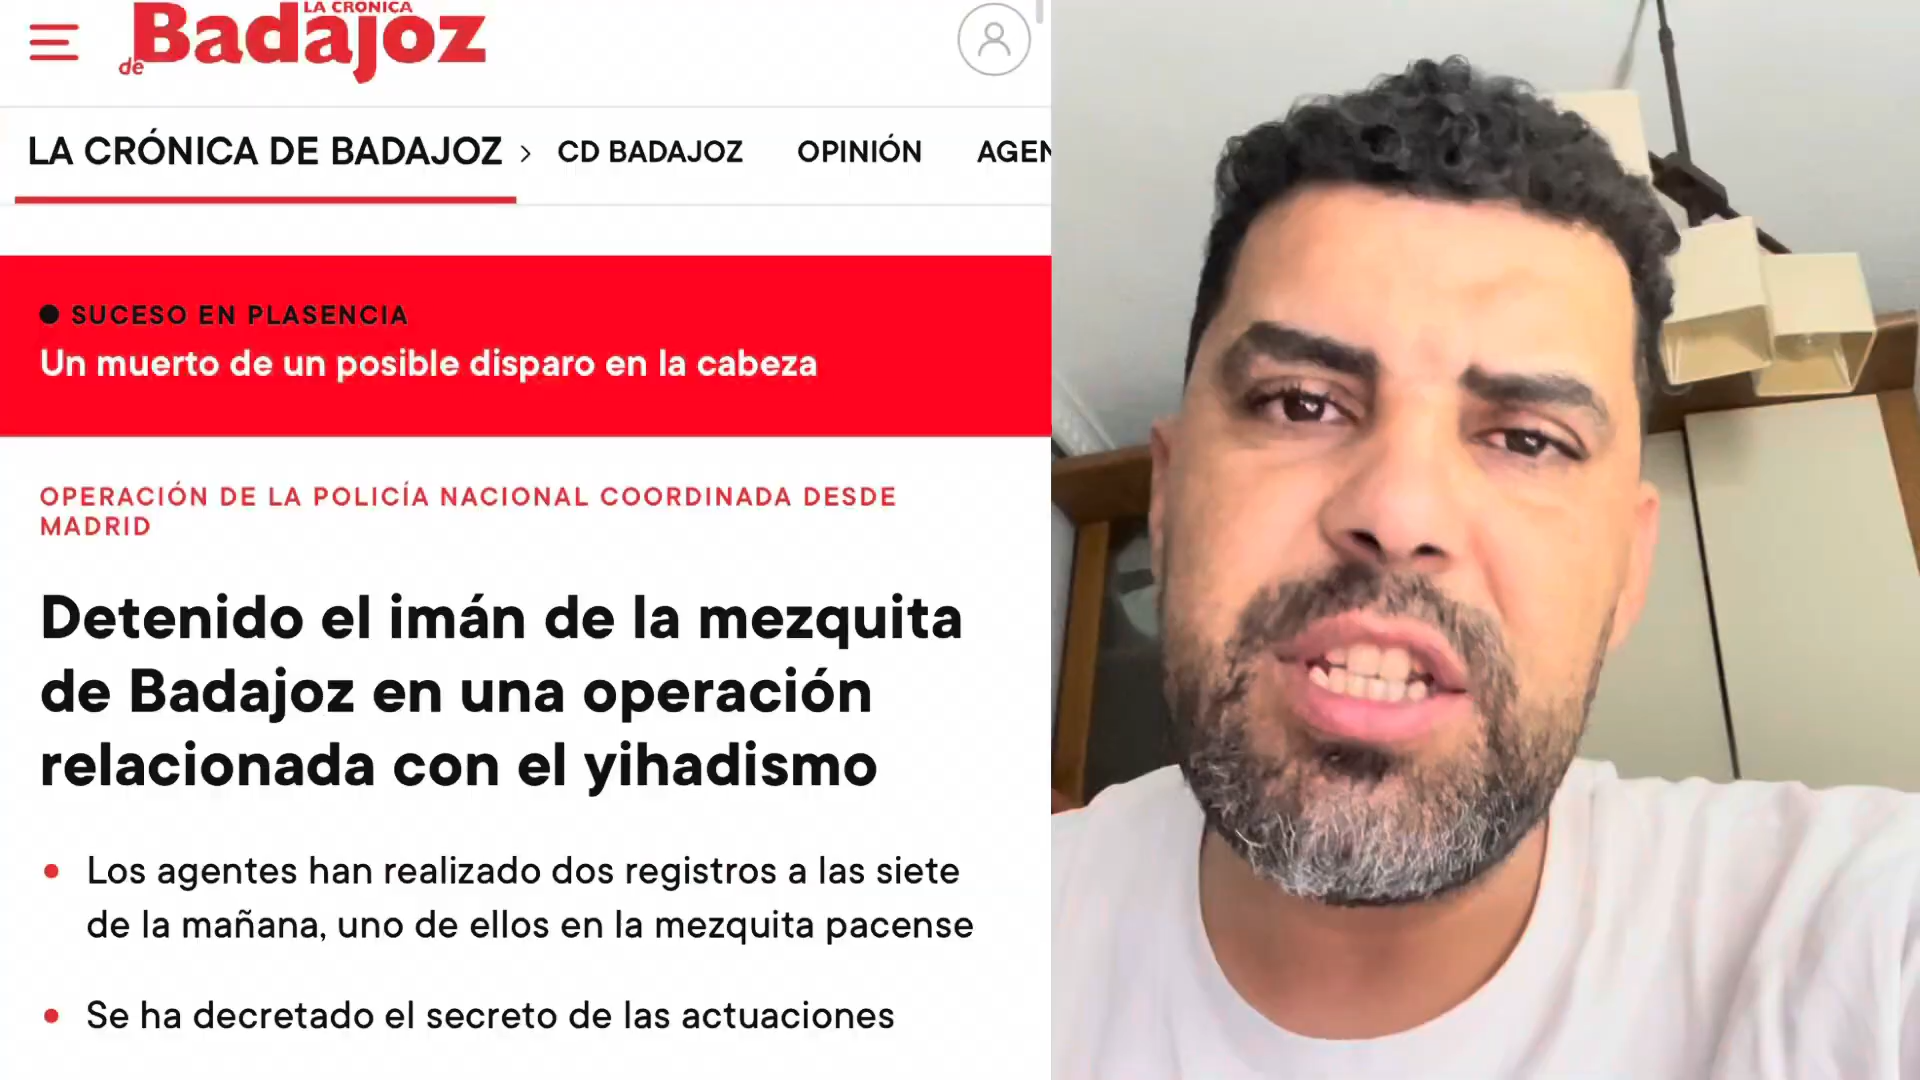 LA CRÓNICA
de Badajoz
LA CRÓNICA DE BADAJOZ > CD BADAJOZ OPINIÓN AGEN
SUCESO EN PLASENCIA
Un muerto de un posible disparo en la cabeza
OPERACIÓN DE LA POLICÍA NACIONAL COORDINADA DESDE
MADRID
Detenido el imán de la mezquita
de Badajoz en una operación
relacionada con el yihadismo
• Los agentes han realizado dos registros a las siete
de la mañana, uno de ellos en la mezquita pacense
• Se ha decretado el secreto de las actuaciones